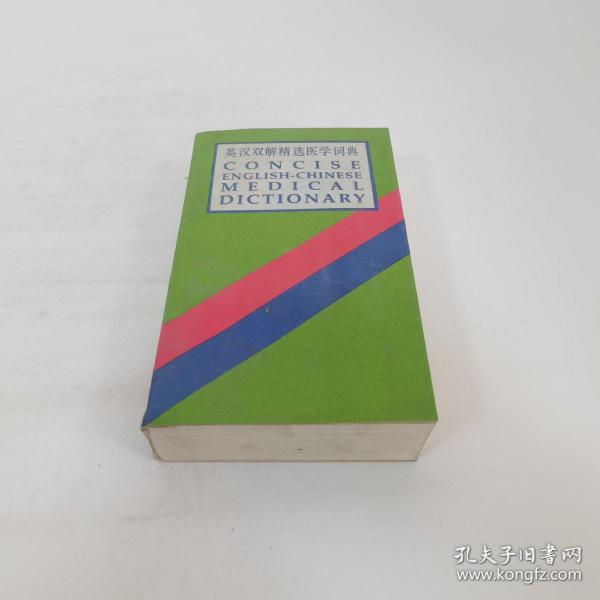 英汉双解精选医学词典
CONCISE
ENGLISH-CHINESE
MEDICAL
DICTIONARY
孔夫子旧书网
www.kongfz.com